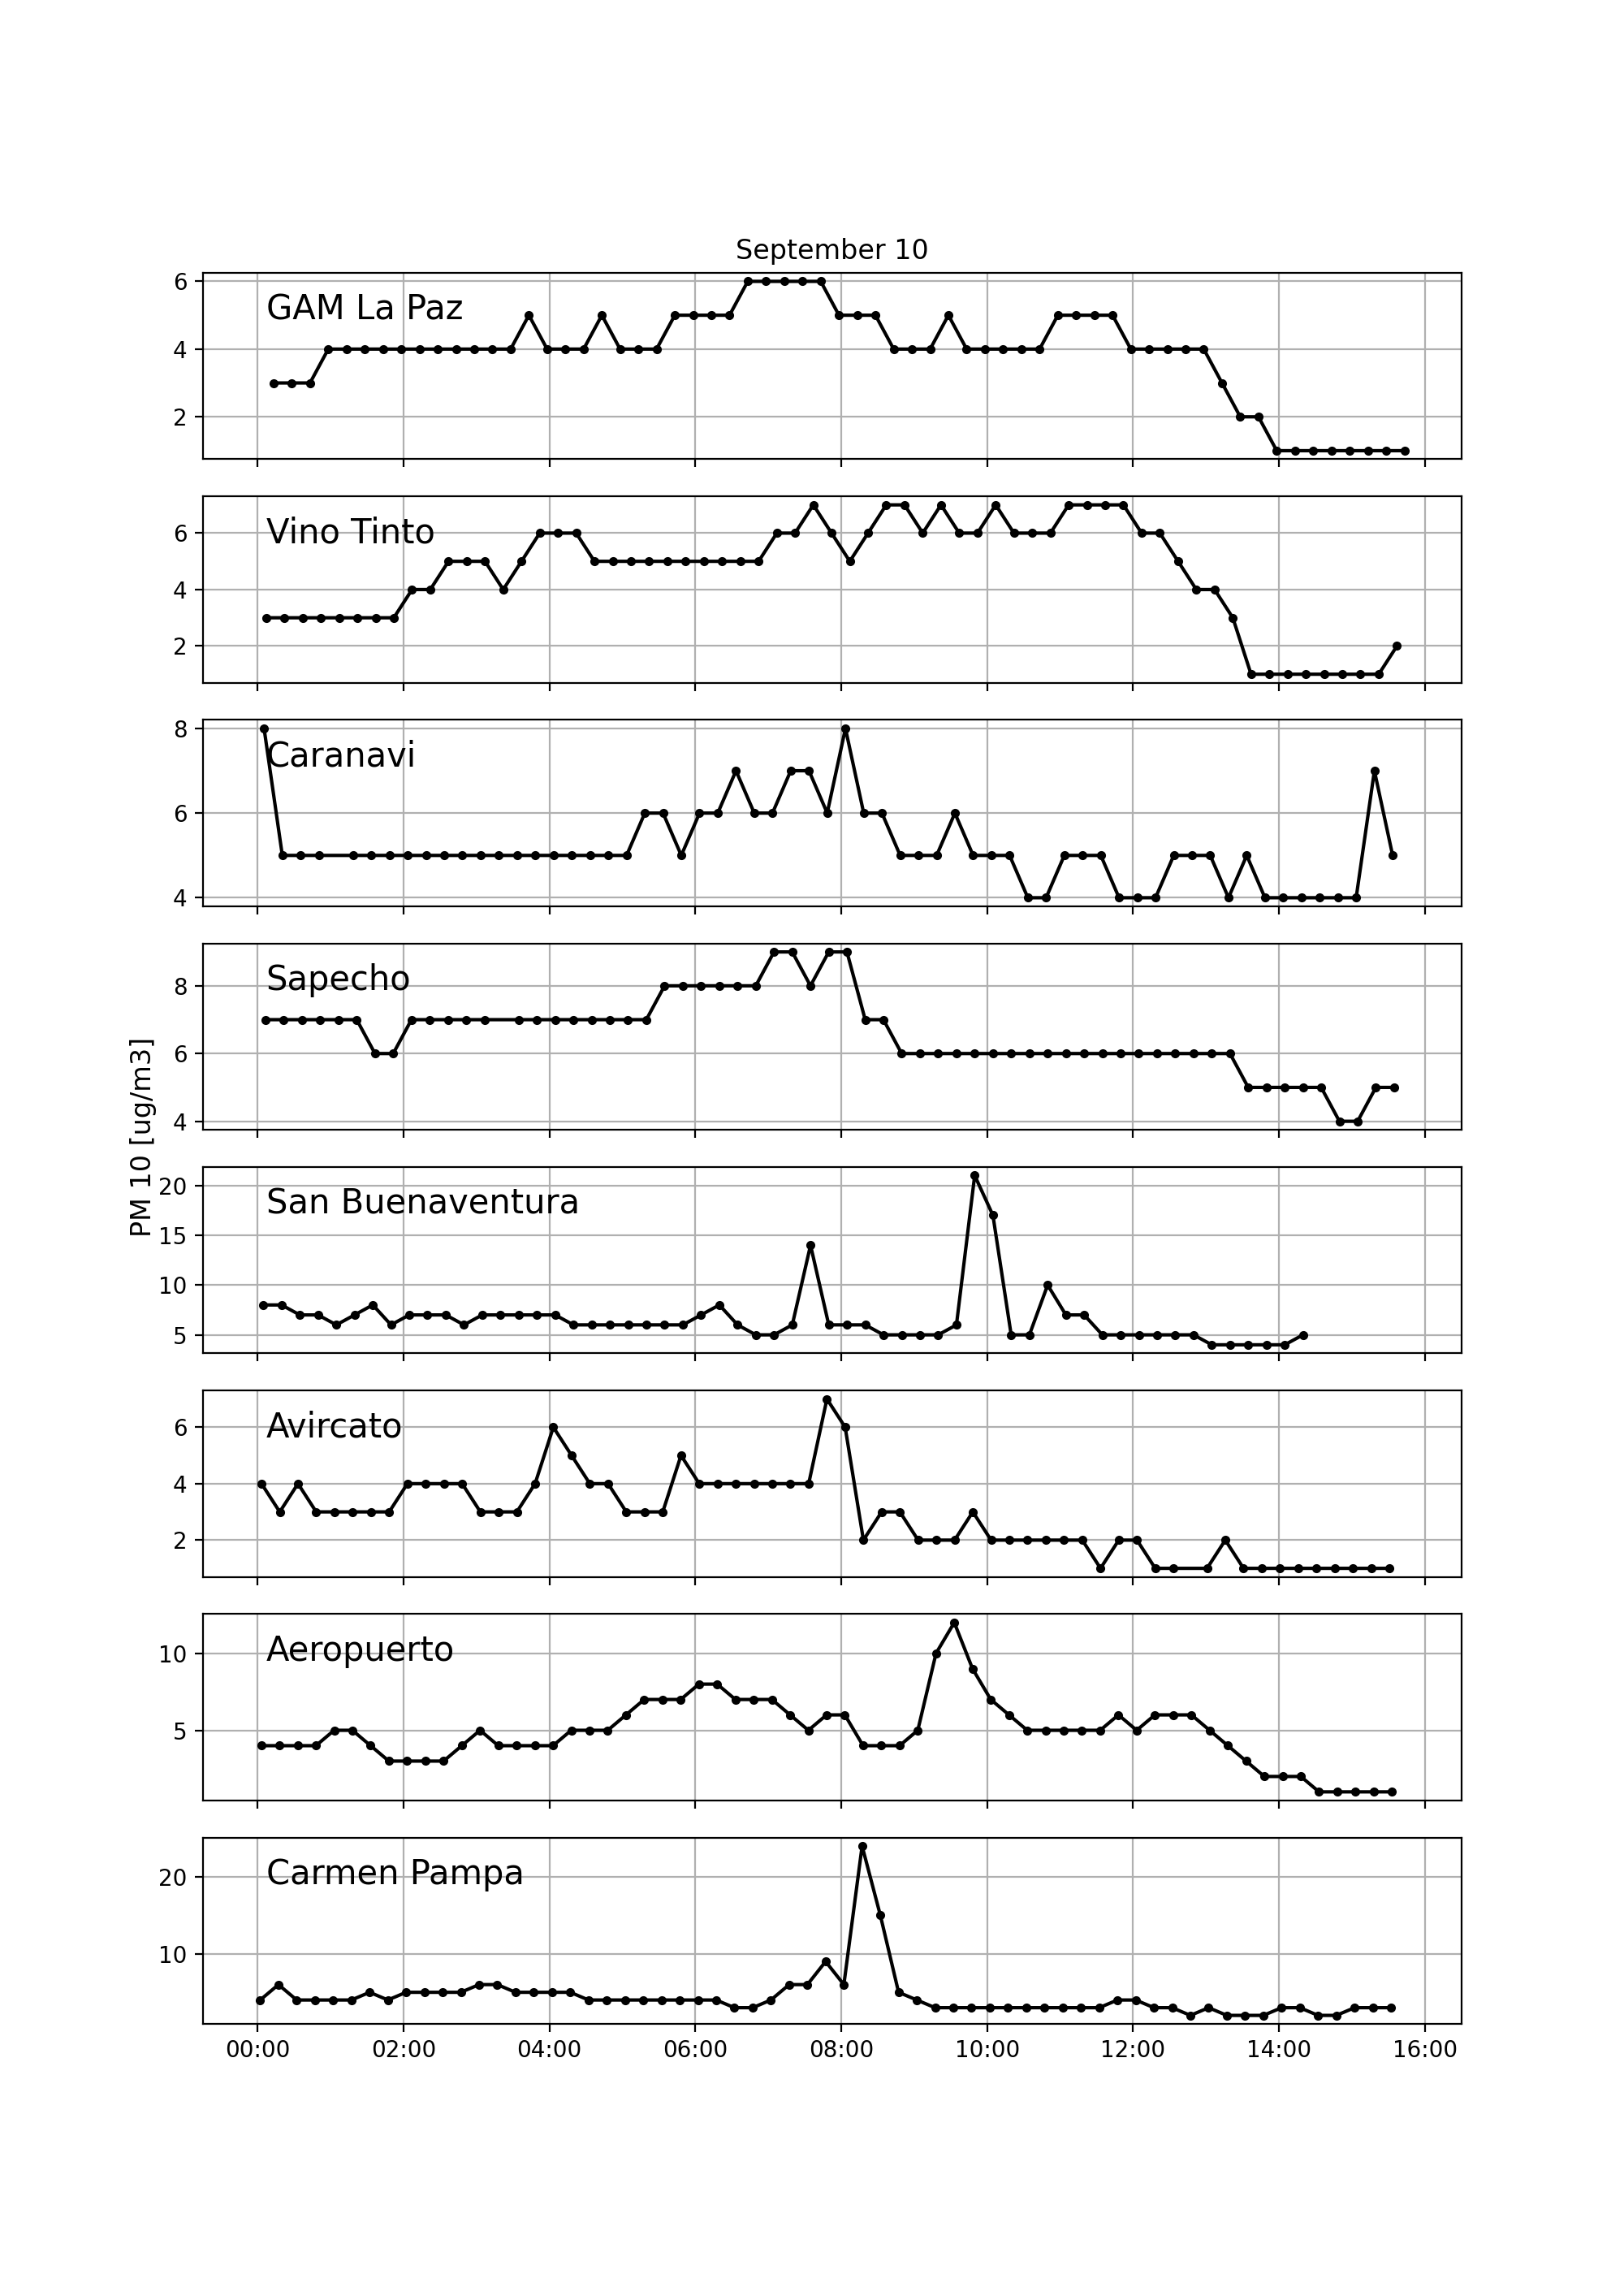 September 10
PM 10 [ug/m3]
GAM La Paz
6
4
2
Vino Tinto
6
4
2
Caranavi
8
6
4
Sapecho
8
6
4
San Buenaventura
20
15
10
5
Avircato
6
4
2
Aeropuerto
10
5
Carmen Pampa
20
10
00:00 02:00 04:00 06:00 08:00 10:00 12:00 14:00 16:00